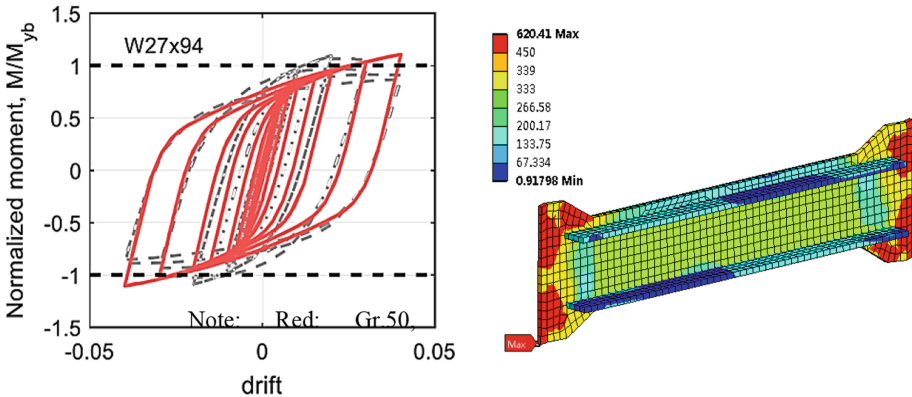 1.5
W27x94
1
0.5
0
-0.5
-1
Note: Red: Gr.50,
-1.5
-0.05 0 0.05
drift
Normalized moment, M/Myb
620.41 Max
450
339
333
266.58
200.17
133.75
67.334
0.91798 Min
Max